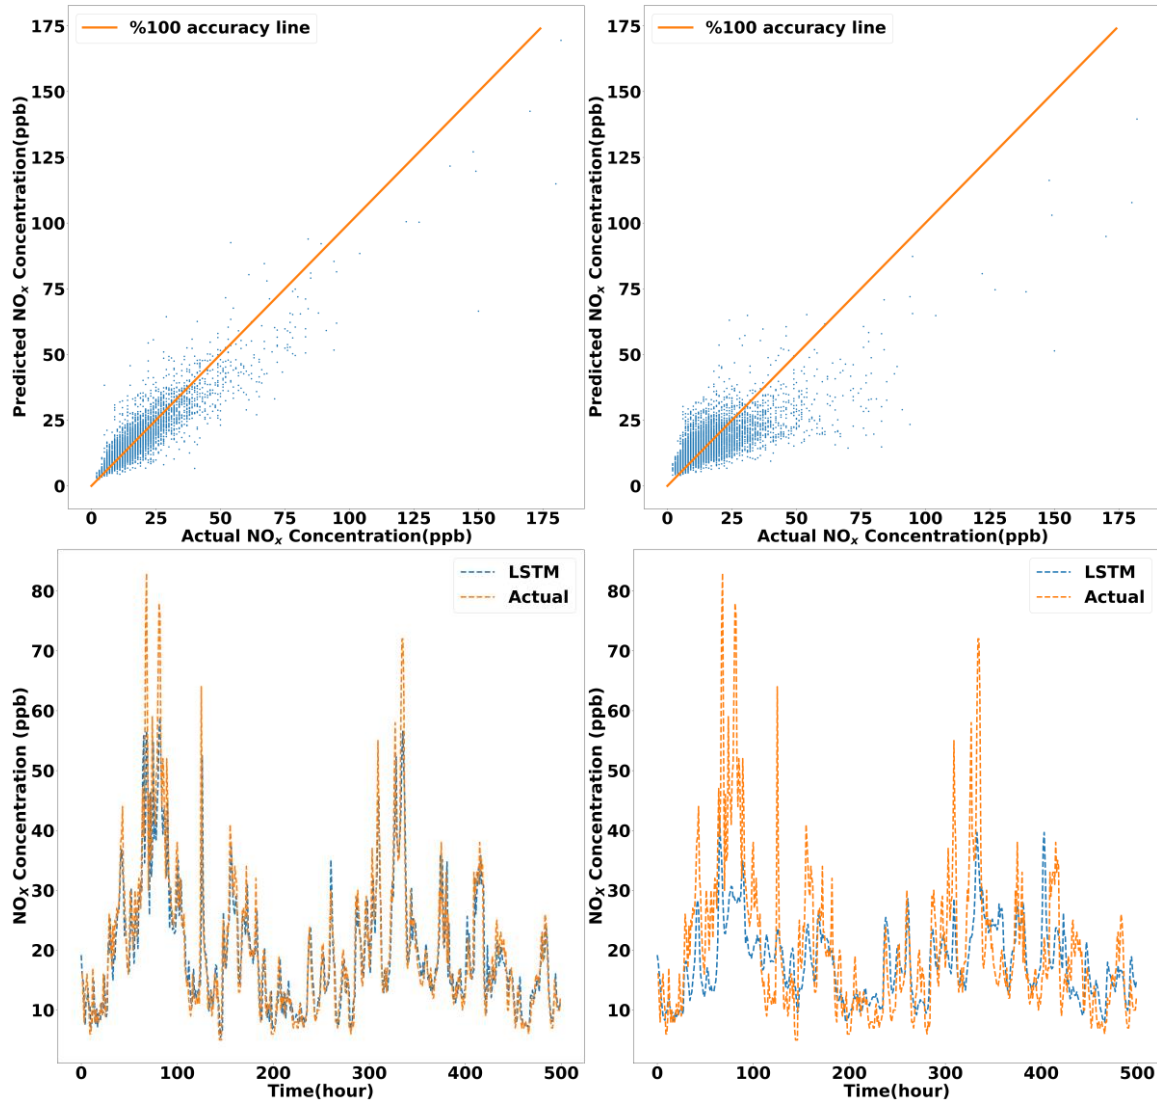 %100 accuracy line
175
150
125
100
75
50
25
0
Predicted NOx Concentration(ppb)
0 25 50 75 100 125 150 175
Actual NOx Concentration(ppb)
%100 accuracy line
175
150
125
100
75
50
25
0
Predicted NOx Concentration(ppb)
0 25 50 75 100 125 150 175
Actual NOx Concentration(ppb)
LSTM
Actual
80
70
60
50
40
30
20
10
NOx Concentration (ppb)
0 100 200 300 400 500
Time(hour)
LSTM
Actual
80
70
60
50
40
30
20
10
NOx Concentration (ppb)
0 100 200 300 400 500
Time(hour)